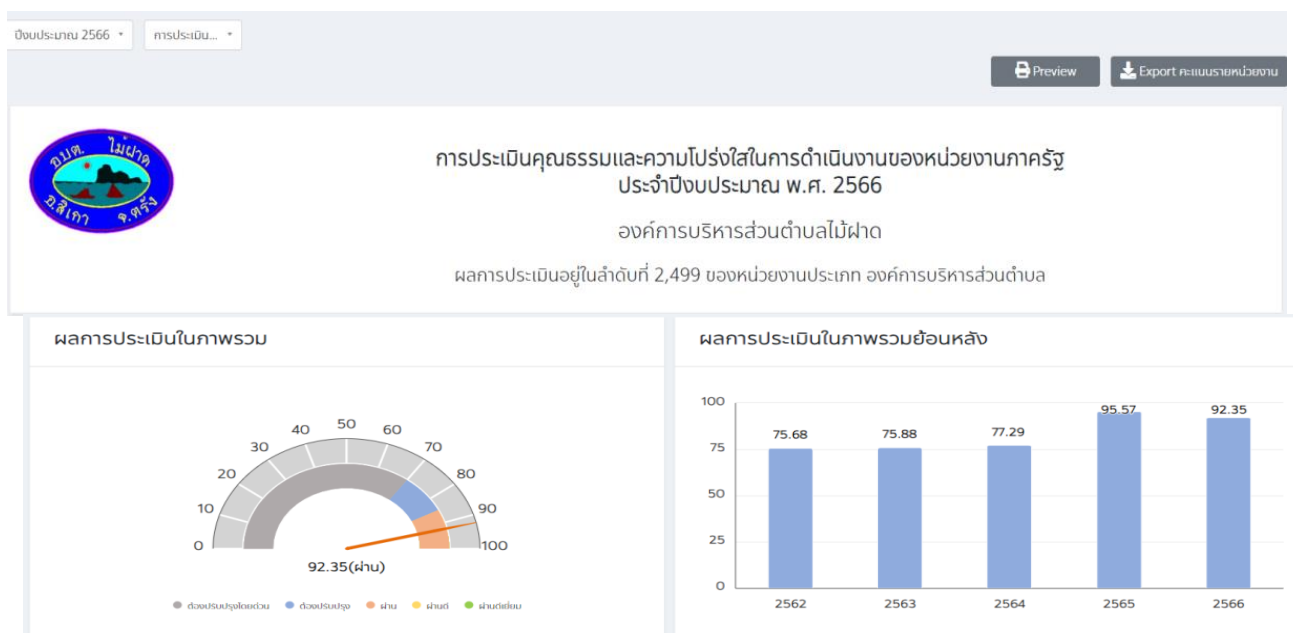 ปีงบประมาณ 2566
การประเมิน...
Preview
Export คะแนนรายหน่วยงาน
อบต. ไม้ฝาด
อ.สิเกา จ.ตรัง
การประเมินคุณธรรมและความโปร่งใสในการดำเนินงานของหน่วยงานภาครัฐ
ประจำปีงบประมาณ พ.ศ. 2566
องค์การบริหารส่วนตำบลไม้ฝาด
ผลการประเมินอยู่ในลำดับที่ 2,499 ของหน่วยงานประเภท องค์การบริหารส่วนตำบล
ผลการประเมินในภาพรวม
0
10
20
30
40
50
60
70
80
90
100
92.35(ผ่าน)
ต้องปรับปรุงโดยด่วน ต้องปรับปรุง ผ่าน ผ่านดี ผ่านดีเยี่ยม
ผลการประเมินในภาพรวมย้อนหลัง
100
75
50
25
0
75.68 75.88 77.29 95.57 92.35
2562 2563 2564 2565 2566